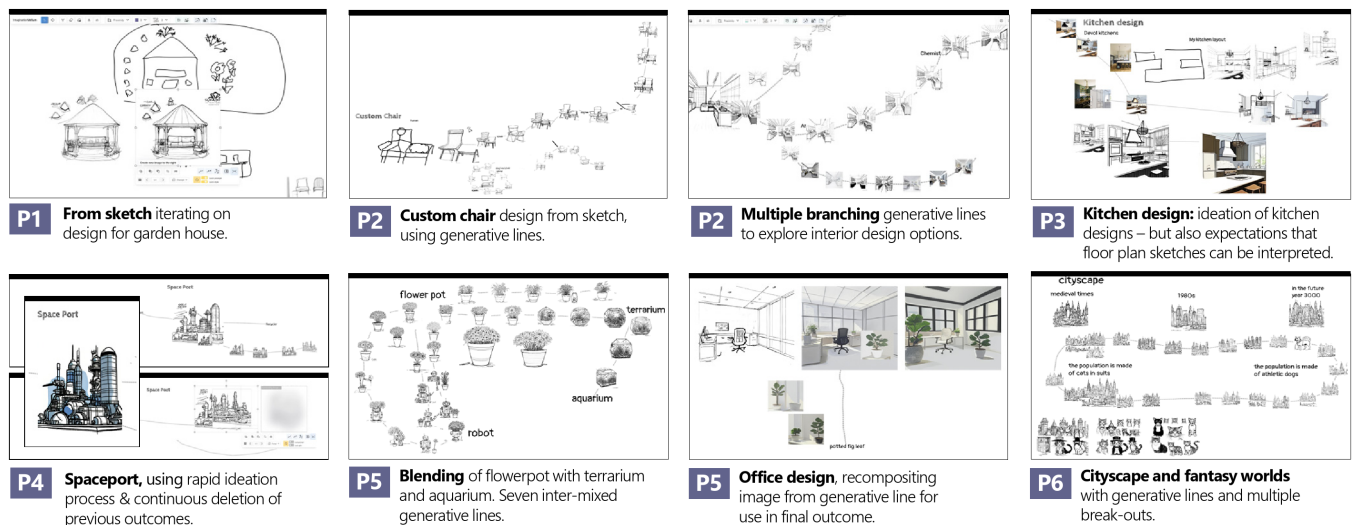 P1
From sketch iterating on
design for garden house.
Custom Chair
P2
Custom chair design from sketch,
using generative lines.
Chemist
P2
Multiple branching generative lines
to explore interior design options.
Kitchen design
Devol kitchens
My kitchen layout
P3
Kitchen design: ideation of kitchen
designs – but also expectations that
floor plan sketches can be interpreted.
Space Port
Space Port
Space Port
P4
Spaceport, using rapid ideation
process & continuous deletion of
previous outcomes.
flower pot
terrarium
aquarium
robot
P5
Blending of flowerpot with terrarium
and aquarium. Seven inter-mixed
generative lines.
potted fig leaf
P5
Office design, recompositing
image from generative line for
use in final outcome.
cityscape
medieval times
1980s
in the future
year 3000
the population is made
of cats in suits
the population is made
of athletic dogs
P6
Cityscape and fantasy worlds
with generative lines and multiple
break-outs.